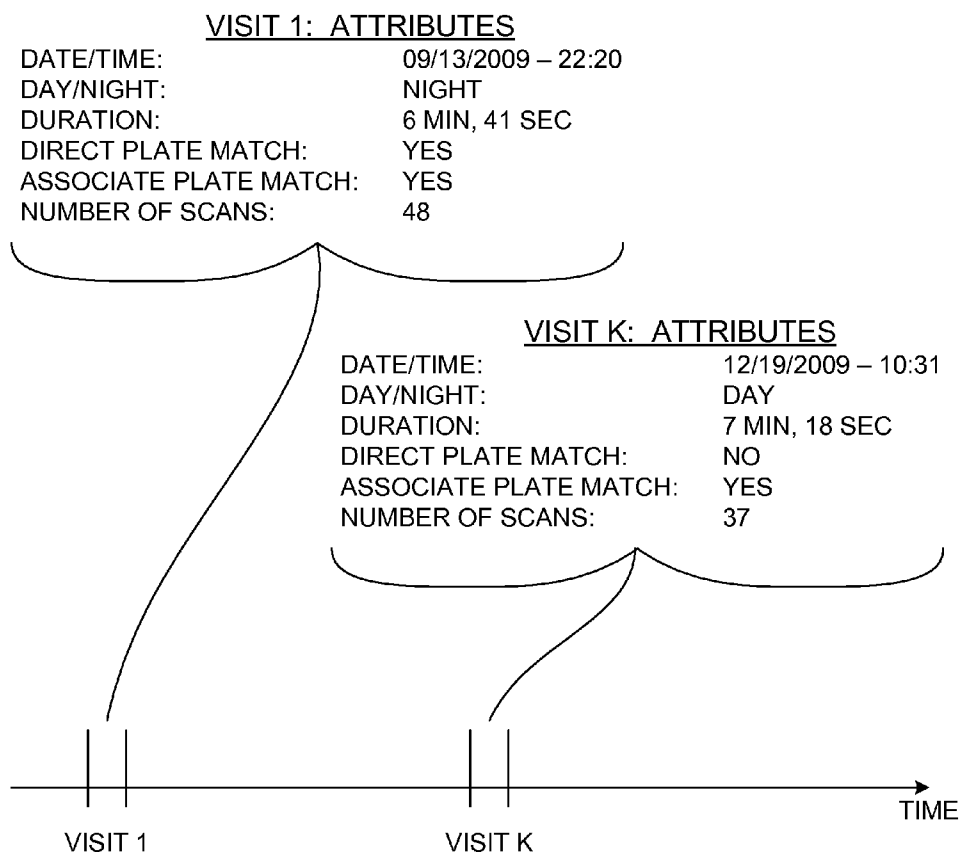 VISIT 1: ATTRIBUTES
DATE/TIME: 09/13/2009 – 22:20
DAY/NIGHT: NIGHT
DURATION: 6 MIN, 41 SEC
DIRECT PLATE MATCH: YES
ASSOCIATE PLATE MATCH: YES
NUMBER OF SCANS: 48
VISIT K: ATTRIBUTES
DATE/TIME: 12/19/2009 – 10:31
DAY/NIGHT: DAY
DURATION: 7 MIN, 18 SEC
DIRECT PLATE MATCH: NO
ASSOCIATE PLATE MATCH: YES
NUMBER OF SCANS: 37
TIME
VISIT 1 VISIT K